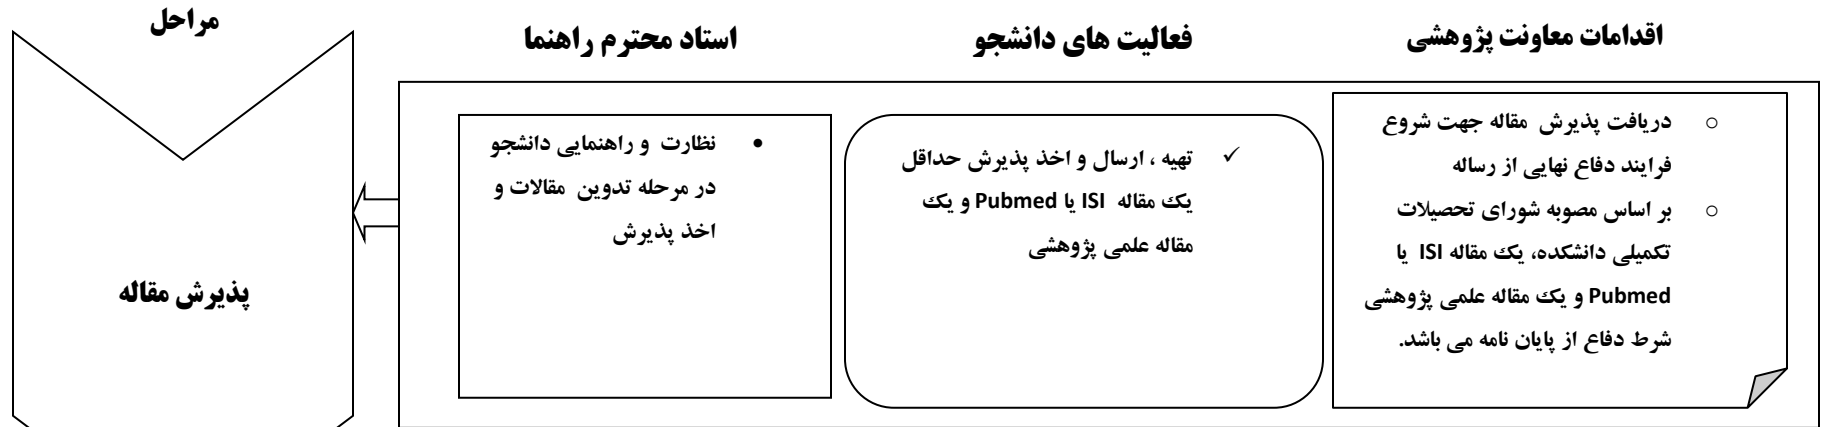 اقدامات معاونت پژوهشی
فعالیت های دانشجو
استاد محترم راهنما
مراحل
○ دریافت پذیرش مقاله جهت شروع
فرایند دفاع نهایی از رساله
○ بر اساس مصوبه شورای تحصیلات
تکمیلی دانشکده، یک مقاله ISI یا
Pubmed و یک مقاله علمی پژوهشی
شرط دفاع از پایان نامه می باشد.
✓ تهیه ، ارسال و اخذ پذیرش حداقل
یک مقاله ISI یا Pubmed و یک
مقاله علمی پژوهشی
• نظارت و راهنمایی دانشجو
در مرحله تدوین مقالات و
اخذ پذیرش
پذیرش مقاله